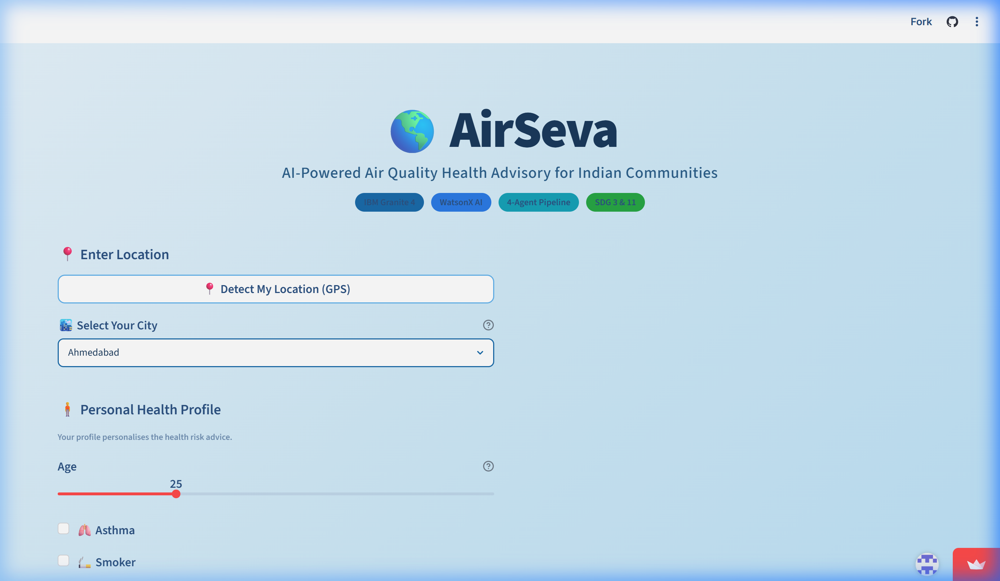 Fork
AirSeva
AI-Powered Air Quality Health Advisory for Indian Communities
IBM Granite 4 WatsonX AI 4-Agent Pipeline SDG 3 & 11
Enter Location
Detect My Location (GPS)
Select Your City
Ahmedabad
Personal Health Profile
Your profile personalises the health risk advice.
Age
25
Asthma
Smoker